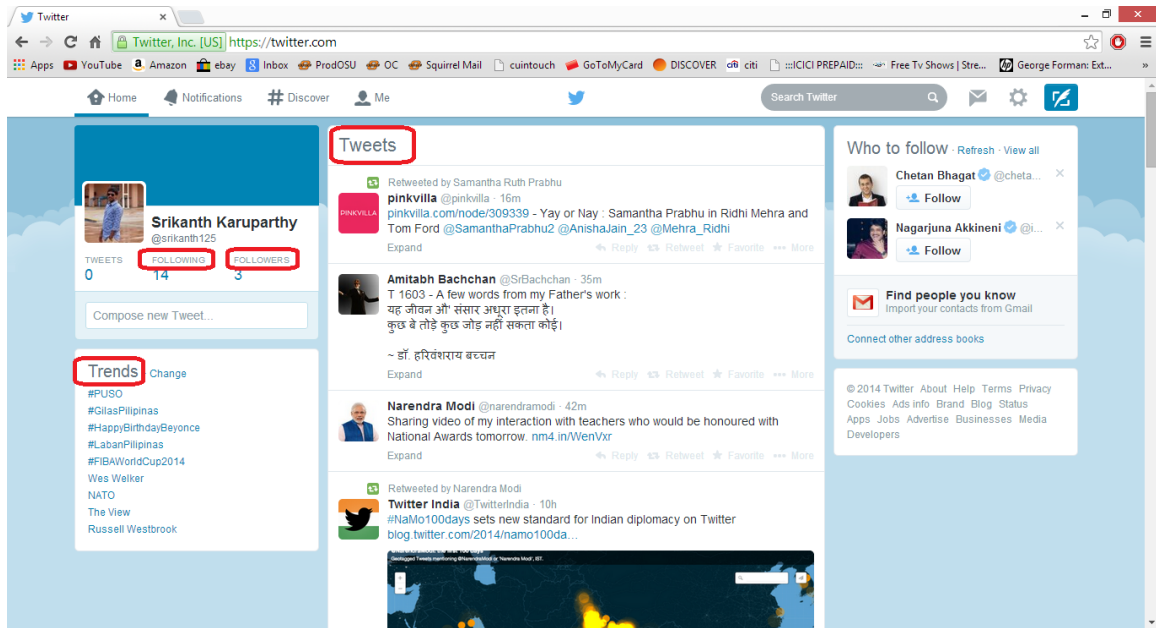 Twitter
Twitter, Inc. [US] https://twitter.com
Apps YouTube Amazon ebay Inbox ProdOSU OC Squirrel Mail cuintouch GoToMyCard DISCOVER citi :::ICICI PREPAID::: Free Tv Shows | Stre... George Forman: Ext... »
Home Notifications Discover Me Search Twitter
Srikanth Karuparthy
@srikanth125
TWEETS FOLLOWING FOLLOWERS
0 14 3
Compose new Tweet...
Trends · Change
#PUSO
#GilasPilipinas
#HappyBirthdayBeyonce
#LabanPilipinas
#FIBAWorldCup2014
Wes Welker
NATO
The View
Russell Westbrook
Tweets
Retweeted by Samantha Ruth Prabhu
PINKVILLA
pinkvilla @pinkvilla · 16m
pinkvilla.com/node/309339 - Yay or Nay : Samantha Prabhu in Ridhi Mehra and
Tom Ford @SamanthaPrabhu2 @AnishaJain_23 @Mehra_Ridhi
Expand Reply Retweet Favorite More
Amitabh Bachchan @SrBachchan · 35m
T 1603 - A few words from my Father's work :
यह जीवन औ' संसार अधूरा इतना है।
कुछ बे तोड़े कुछ जोड़ नहीं सकता कोई।
~ डॉ. हरिवंशराय बच्चन
Expand Reply Retweet Favorite More
Narendra Modi @narendramodi · 42m
Sharing video of my interaction with teachers who would be honoured with
National Awards tomorrow. nm4.in/WenVxr
Expand Reply Retweet Favorite More
Retweeted by Narendra Modi
Twitter India @TwitterIndia · 10h
#NaMo100days sets new standard for Indian diplomacy on Twitter
blog.twitter.com/2014/namo100da...
Geotagged Tweets mentioning @NarendraModi or 'Narendra Modi', IST.
Who to follow · Refresh · View all
Chetan Bhagat @cheta...
Follow
Nagarjuna Akkineni @i...
Follow
Find people you know
Import your contacts from Gmail
Connect other address books
© 2014 Twitter About Help Terms Privacy
Cookies Ads info Brand Blog Status
Apps Jobs Advertise Businesses Media
Developers